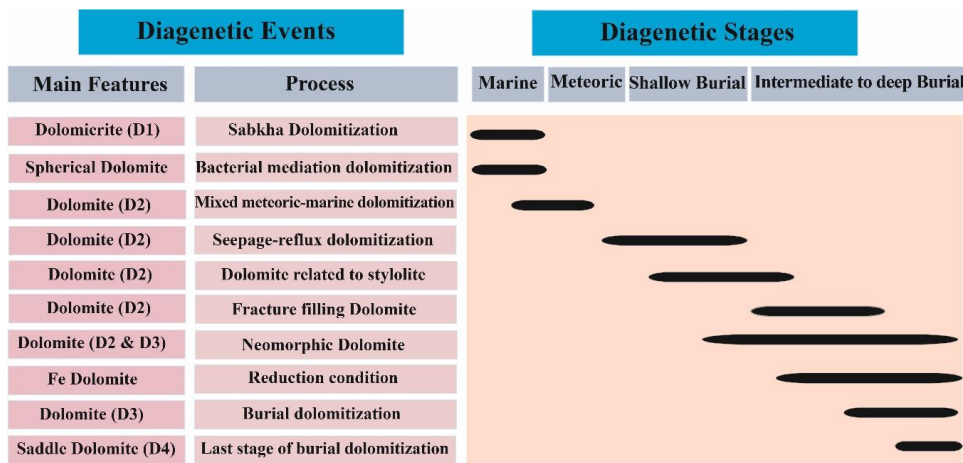 Diagenetic Events
Diagenetic Stages
Main Features
Process
Marine
Meteoric
Shallow Burial
Intermediate to deep Burial
Dolomicrite (D1)
Sabkha Dolomitization
Spherical Dolomite
Bacterial mediation dolomitization
Dolomite (D2)
Mixed meteoric-marine dolomitization
Dolomite (D2)
Seepage-reflux dolomitization
Dolomite (D2)
Dolomite related to stylolite
Dolomite (D2)
Fracture filling Dolomite
Dolomite (D2 & D3)
Neomorphic Dolomite
Fe Dolomite
Reduction condition
Dolomite (D3)
Burial dolomitization
Saddle Dolomite (D4)
Last stage of burial dolomitization